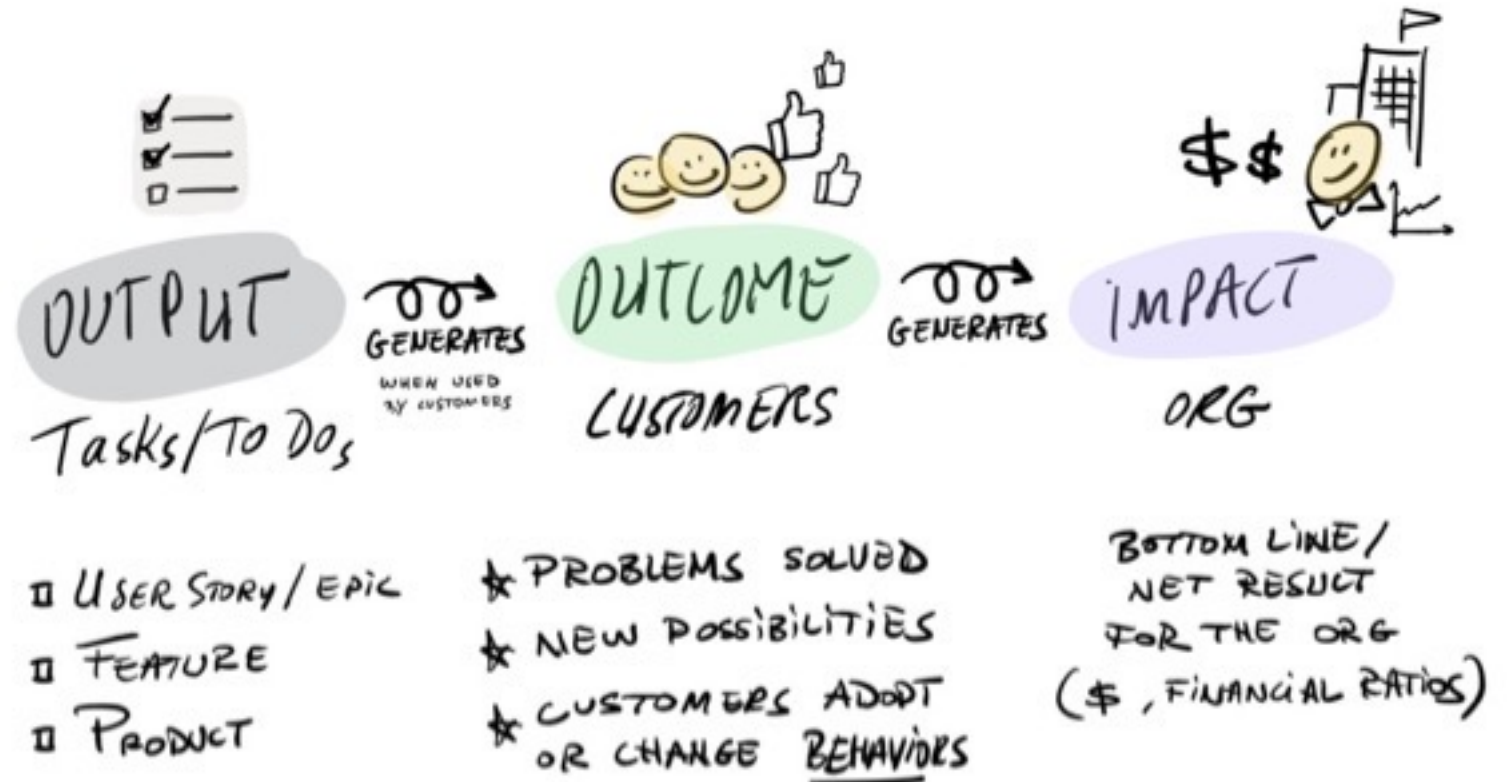 $$
OUTPUT
GENERATES
WHEN USED
BY CUSTOMERS
OUTCOME
GENERATES
IMPACT
Tasks/To Dos
CUSTOMERS
ORG
USER STORY/EPIC
FEATURE
PRODUCT
PROBLEMS SOLVED
NEW POSSIBILITIES
CUSTOMERS ADOPT
OR CHANGE BEHAVIORS
BOTTOM LINE/
NET RESULT
FOR THE ORG
($, FINANCIAL RATIOS)